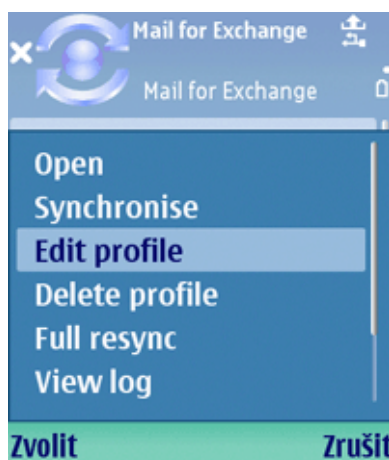 Mail for Exchange
Mail for Exchange
Open
Synchronise
Edit profile
Delete profile
Full resync
View log
Zvolit Zrušit